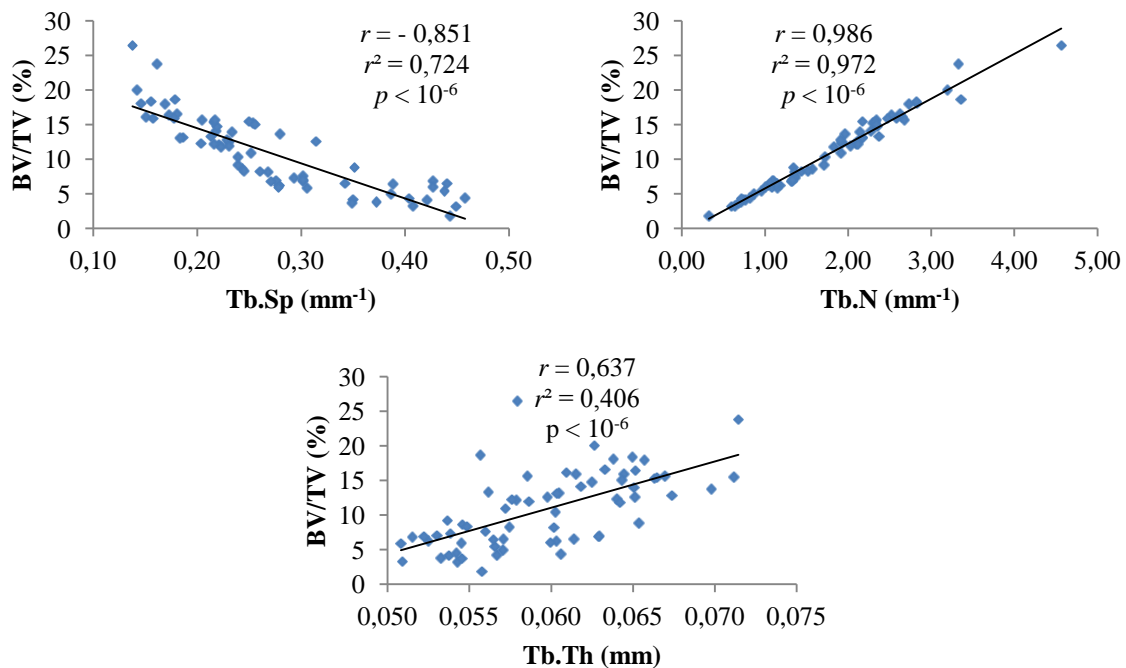 r = - 0,851
r² = 0,724
p < 10⁻⁶
BV/TV (%)
30
25
20
15
10
5
0
0,10 0,20 0,30 0,40 0,50
Tb.Sp (mm⁻¹)
r = 0,986
r² = 0,972
p < 10⁻⁶
BV/TV (%)
30
25
20
15
10
5
0
0,00 1,00 2,00 3,00 4,00 5,00
Tb.N (mm⁻¹)
r = 0,637
r² = 0,406
p < 10⁻⁶
BV/TV (%)
30
25
20
15
10
5
0
0,050 0,055 0,060 0,065 0,070 0,075
Tb.Th (mm)